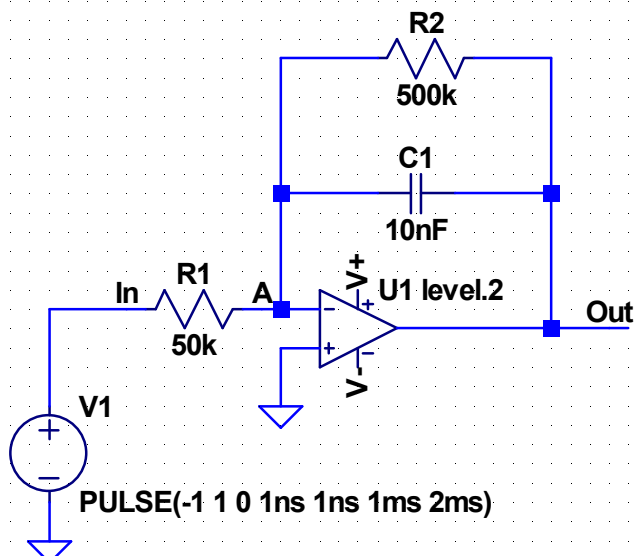 R2
500k
C1
10nF
In
R1
50k
A
V+
U1 level.2
-
+
+
-
V-
Out
V1
+
-
PULSE(-1 1 0 1ns 1ns 1ms 2ms)